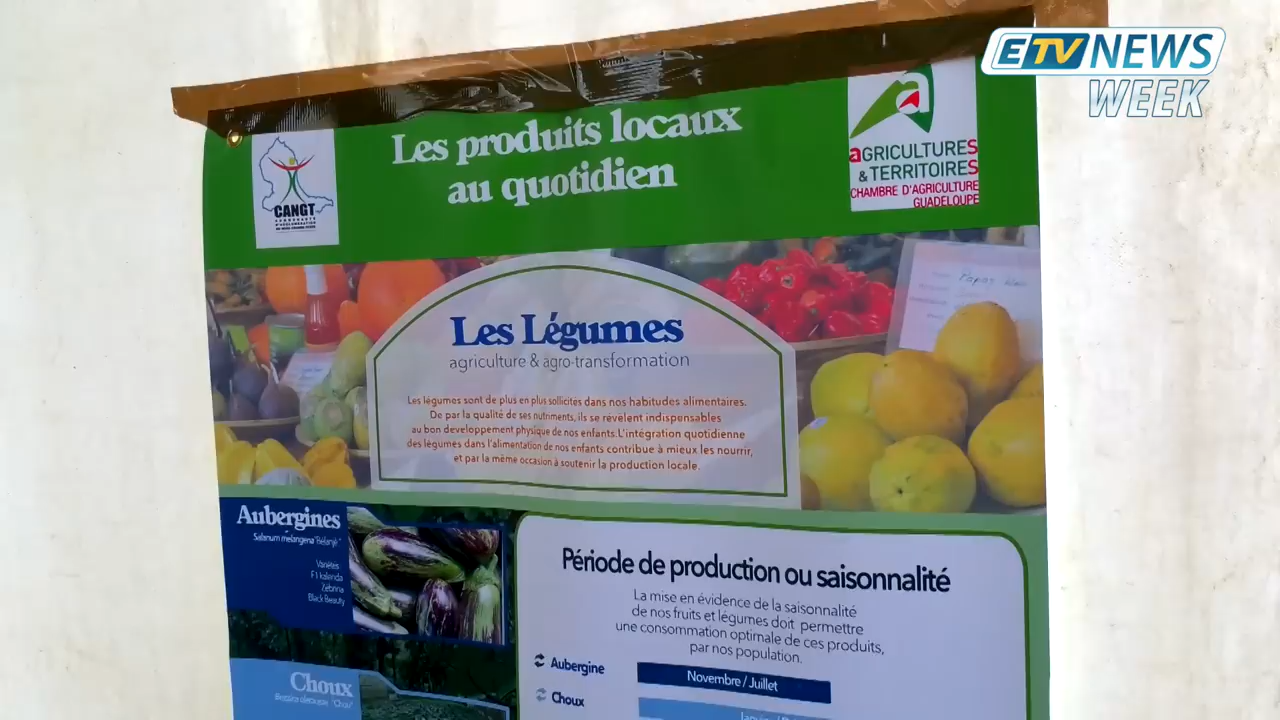 ETV NEWS
WEEK
Les produits locaux
au quotidien
CANGT
aGRICULTURES
& TERRITOIRES
CHAMBRE D'AGRICULTURE
GUADELOUPE
Les Légumes
agriculture & agro-transformation
Les légumes sont de plus en plus sollicités dans nos habitudes alimentaires.
De par la qualité de ses nutriments, ils se révèlent indispensables
au bon developpement physique de nos enfants.L'intégration quotidienne
des légumes dans l'alimentation de nos enfants contribue à mieux les nourrir,
et par la même occasion à soutenir la production locale.
Aubergines
Solanum melangena "Bélanjè"
Variétés
F1 kalenda
Zebrina
Black Beauty
Période de production ou saisonnalité
La mise en évidence de la saisonnalité
de nos fruits et légumes doit permettre
une consommation optimale de ces produits,
par nos population.
Aubergine
Novembre / Juillet
Choux
Choux